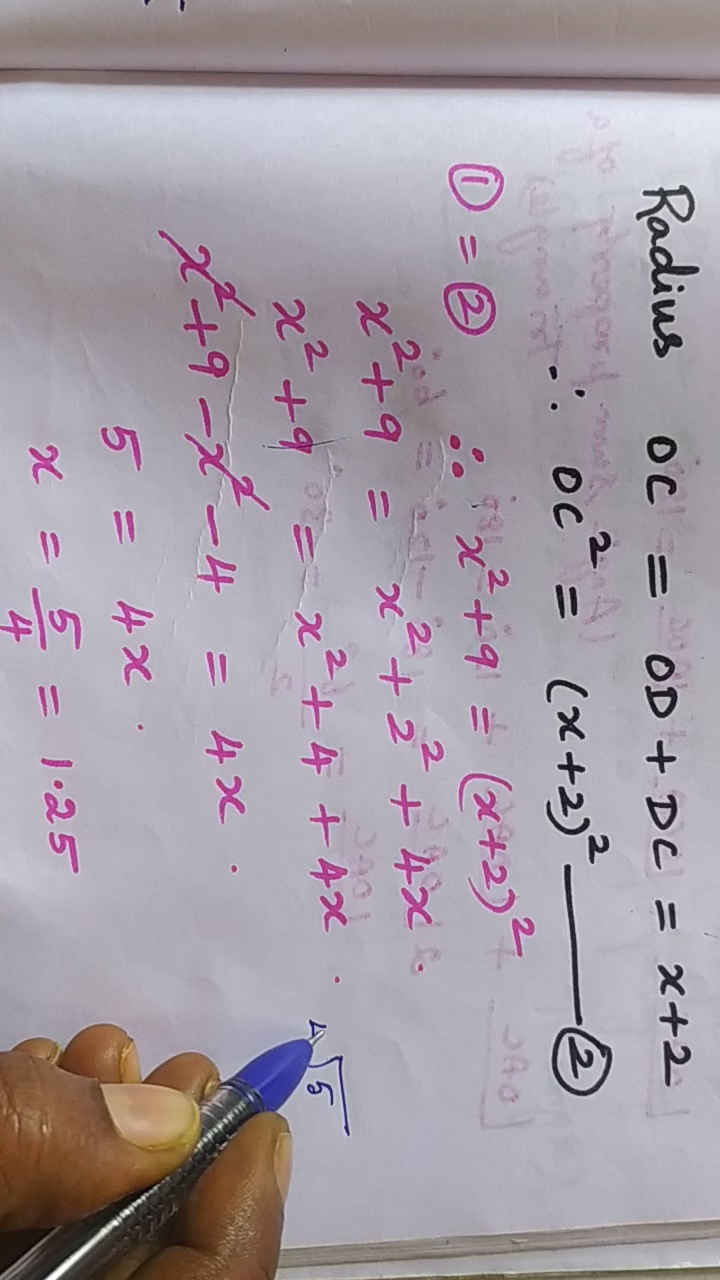 Radius OC = OD + DC = x+2
∴ OC² = (x+2)² —— ②
① = ②
∴ x²+9 = (x+2)²
x²+9 = x²+2²+4x.
x²+9 = x²+4+4x.
x²+9-x²-4 = 4x.
5 = 4x.
x = 5/4 = 1.25
5